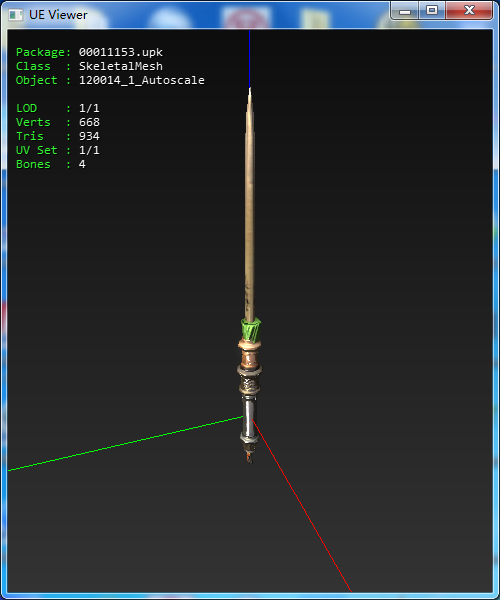 UE Viewer
Package: 00011153.upk
Class : SkeletalMesh
Object : 120014_1_Autoscale
LOD : 1/1
Verts : 668
Tris : 934
UV Set : 1/1
Bones : 4